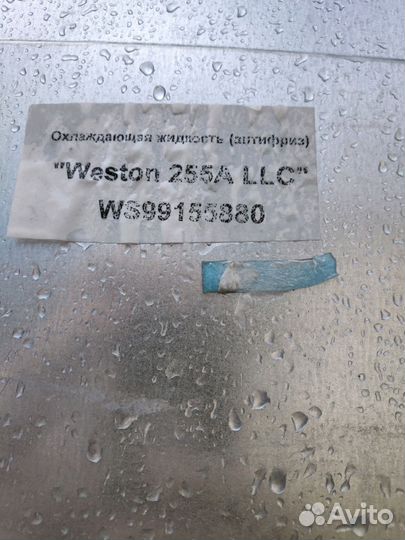 Охлаждающая жидкость (антифриз)
"Weston 255A LLC"
WS99155880
Avito